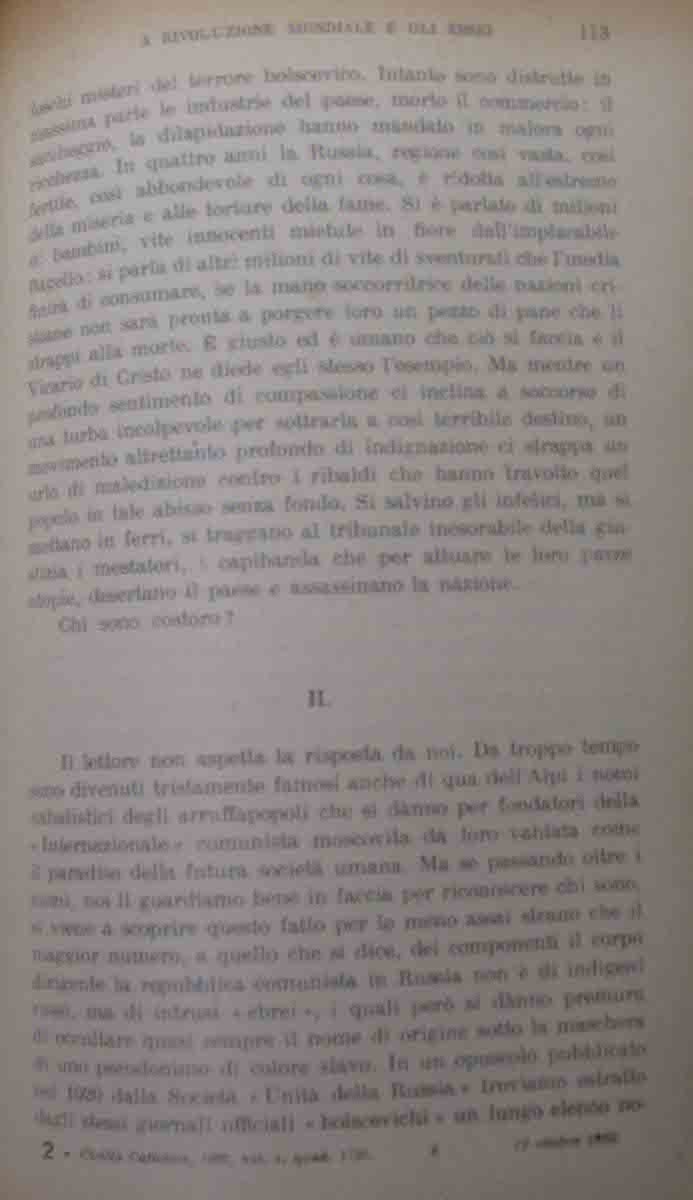 A RIVOLUZIONE MONDIALE E GLI EBREI 113
foschi misteri del terrore bolscevico. Intanto sono distrutte in
massima parte le industrie del paese, morto il commercio: il
saccheggio, la dilapidazione hanno mandato in malora ogni
ricchezza. In quattro anni la Russia, regione così vasta, così
fertile, così abbondevole di ogni cosa, è ridotta all'estremo
della miseria e alle torture della fame. Si è parlato di milioni
di bambini, vite innocenti mietute in fiore dall'implacabile
flagello: si parla di altri milioni di vite di sventurati che l'inedia
finirà di consumare, se la mano soccorritrice delle nazioni cri-
stiane non sarà pronta a porgere loro un pezzo di pane che li
strappi alla morte. È giusto ed è umano che ciò si faccia e il
Vicario di Cristo ne diede egli stesso l'esempio. Ma mentre un
profondo sentimento di compassione ci inclina a soccorso di
una turba incolpevole per sottrarla a così terribile destino, un
movimento altrettanto profondo di indignazione ci strappa un
urlo di maledizione contro i ribaldi che hanno travolto quel
popolo in tale abisso senza fondo. Si salvino gli infelici, ma si
mettano in ferri, si traggano al tribunale inesorabile della giu-
stizia i mestatori, i capibanda che per attuare le loro pazze
utopie, desertano il paese e assassinano la nazione.
Chi sono costoro?
II.
Il lettore non aspetta la risposta da noi. Da troppo tempo
sono divenuti tristamente famosi anche di qua dell'Alpi i nomi
cabalistici degli arruffapopoli che si dànno per fondatori della
«Internazionale» comunista moscovita da loro vantata come
il paradiso della futura società umana. Ma se passando oltre i
nomi, noi li guardiamo bene in faccia per riconoscere chi sono,
si viene a scoprire questo fatto per lo meno assai strano che il
maggior numero, a quello che si dice, dei componenti il corpo
dirigente la repubblica comunista in Russia non è di indigeni
russi, ma di intrusi «ebrei», i quali però si dànno premura
di occultare quasi sempre il nome di origine sotto la maschera
di uno pseudonimo di colore slavo. In un opuscolo pubblicato
nel 1920 dalla Società «Unità della Russia» troviamo estratto
dagli stessi giornali ufficiali «bolscevichi» un lungo elenco no-
2 - Civiltà Cattolica, vol. 4, quad. 12 ottobre 1922